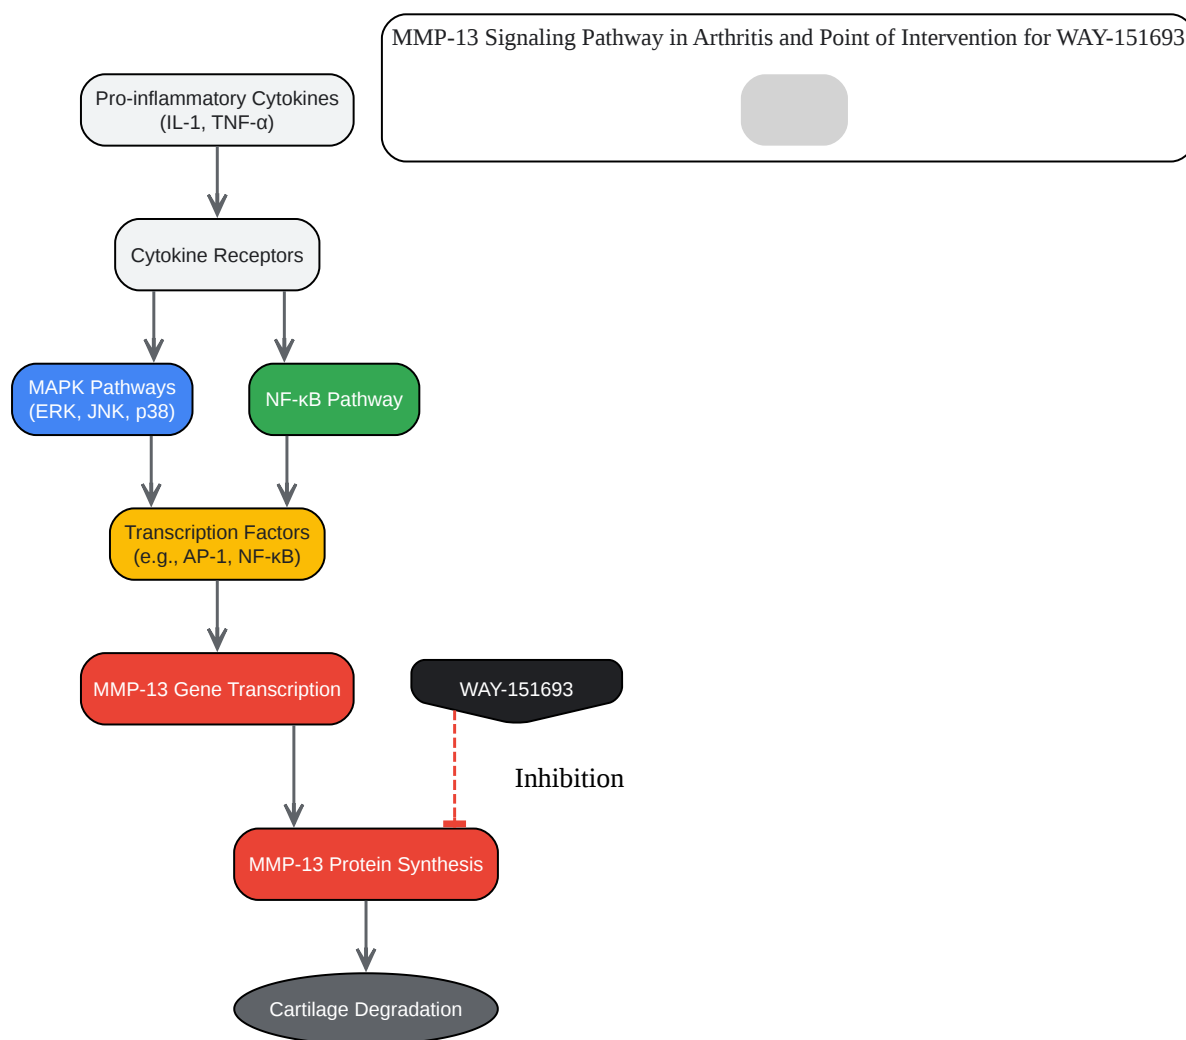 MMP-13 Signaling Pathway in Arthritis and Point of Intervention for WAY-151693
Pro-inflammatory Cytokines
(IL-1, TNF-α)
Cytokine Receptors
MAPK Pathways
(ERK, JNK, p38)
NF-κB Pathway
Transcription Factors
(e.g., AP-1, NF-κB)
MMP-13 Gene Transcription
WAY-151693
Inhibition
MMP-13 Protein Synthesis
Cartilage Degradation